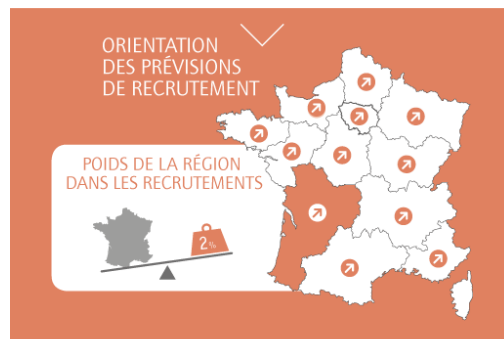 ORIENTATION
DES PRÉVISIONS
DE RECRUTEMENT
POIDS DE LA RÉGION
DANS LES RECRUTEMENTS
2%